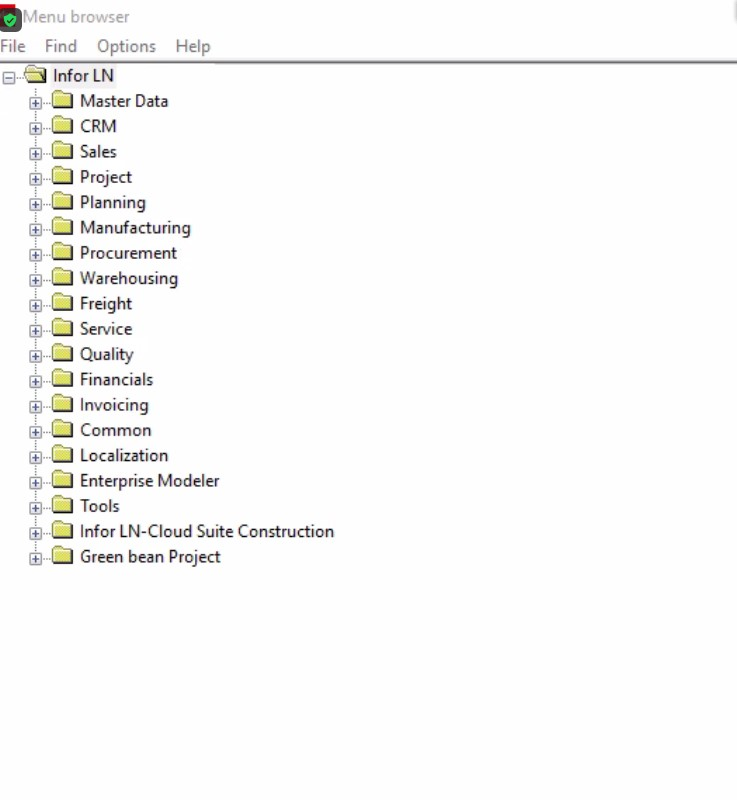 Menu browser
File Find Options Help
Infor LN
Master Data
CRM
Sales
Project
Planning
Manufacturing
Procurement
Warehousing
Freight
Service
Quality
Financials
Invoicing
Common
Localization
Enterprise Modeler
Tools
Infor LN-Cloud Suite Construction
Green bean Project